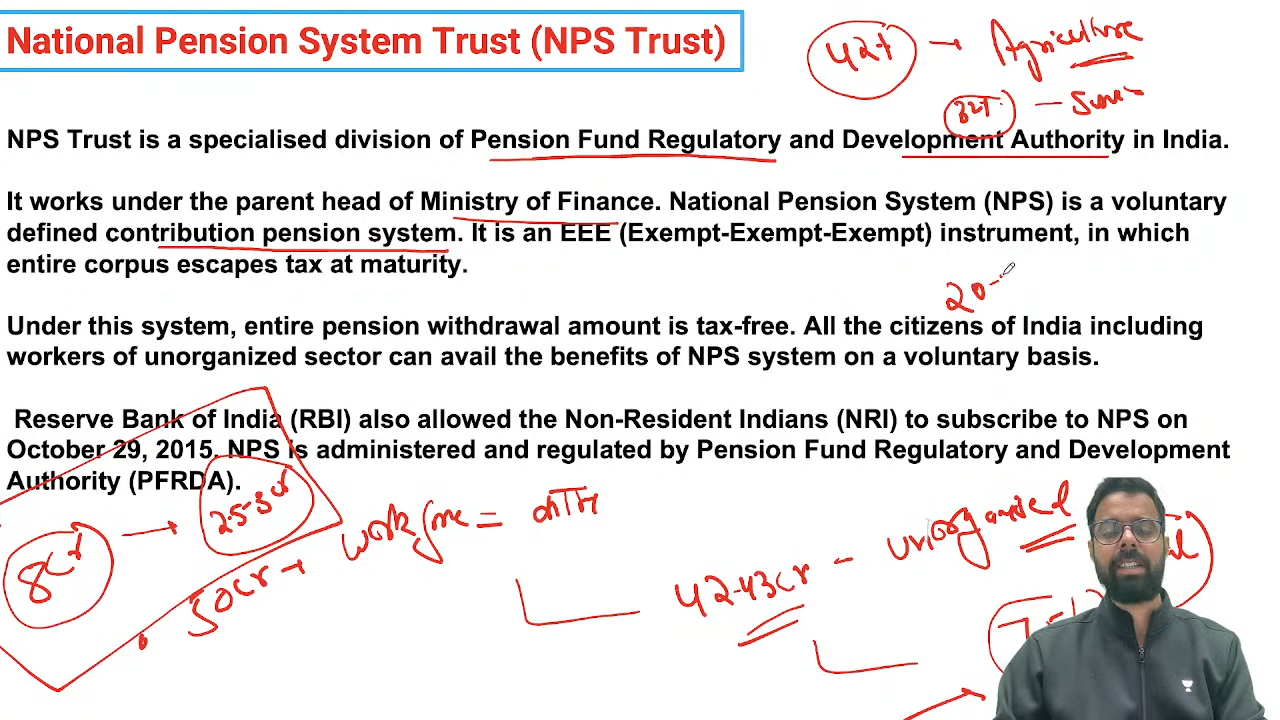 National Pension System Trust (NPS Trust)
42% → Agriculture
NPS Trust is a specialised division of Pension Fund Regulatory and Development Authority in India.
It works under the parent head of Ministry of Finance. National Pension System (NPS) is a voluntary
defined contribution pension system. It is an EEE (Exempt-Exempt-Exempt) instrument, in which
entire corpus escapes tax at maturity.
20-
Under this system, entire pension withdrawal amount is tax-free. All the citizens of India including
workers of unorganized sector can avail the benefits of NPS system on a voluntary basis.
Reserve Bank of India (RBI) also allowed the Non-Resident Indians (NRI) to subscribe to NPS on
October 29, 2015. NPS is administered and regulated by Pension Fund Regulatory and Development
Authority (PFRDA).
8Cr → 2.5-3Cr
50Cr+ workforce =
42-43Cr - unorganised